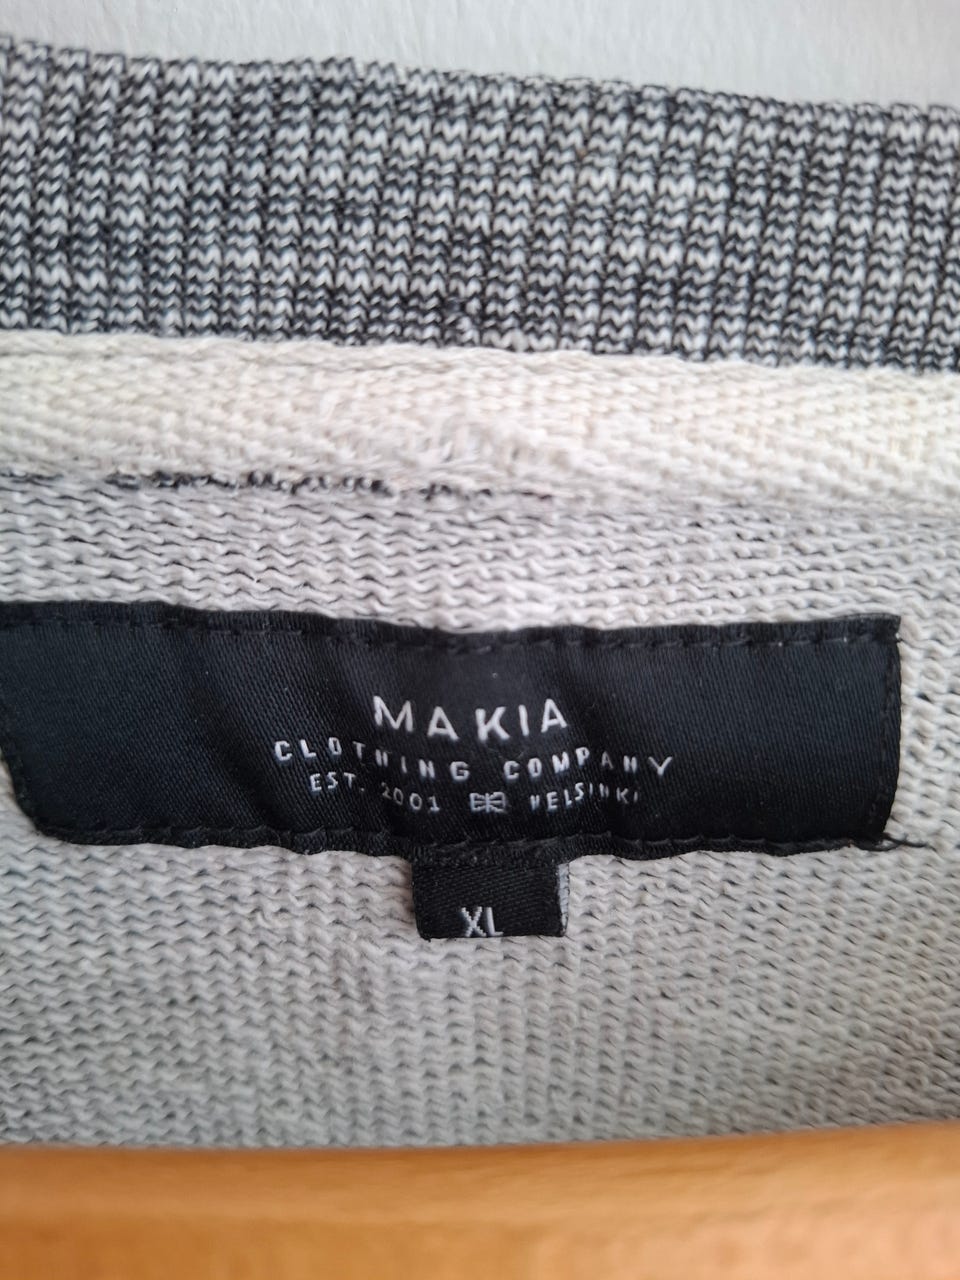 MAKIA
CLOTHING COMPANY
EST. 2001 HELSINKI
XL